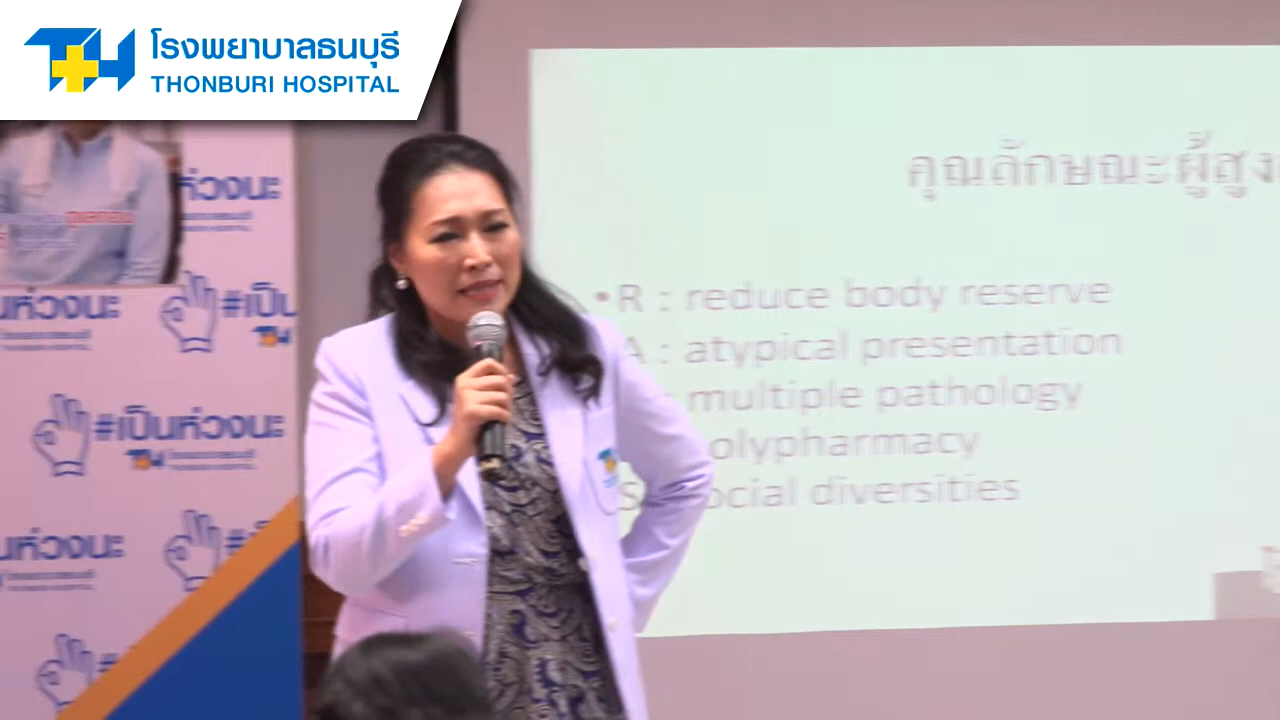 โรงพยาบาลธนบุรี
THONBURI HOSPITAL
ห่วงนะ
นห่วงนะ
#เป็น
#เป็นห่วงนะ
นห่วงนะ
คุณลักษณะผู้สูง
•R : reduce body reserve
A : atypical presentation
multiple pathology
olypharmacy
S ocial diversities